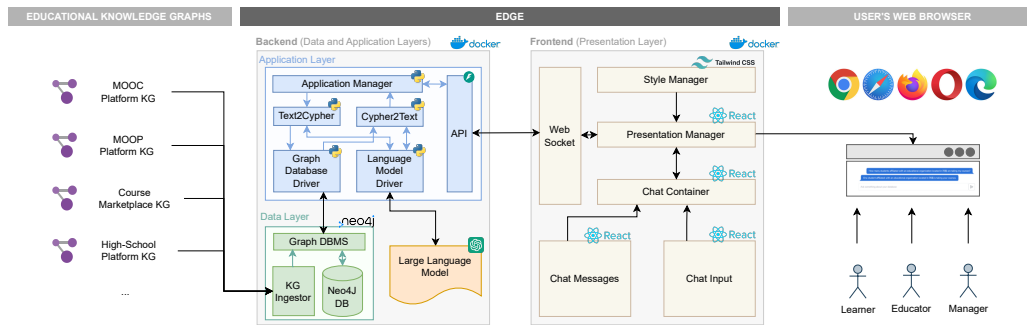 EDUCATIONAL KNOWLEDGE GRAPHS
EDGE
USER'S WEB BROWSER
MOOC
Platform KG
MOOP
Platform KG
Course
Marketplace KG
High-School
Platform KG
...
Backend (Data and Application Layers)
docker
Application Layer
Application Manager
Text2Cypher
Cypher2Text
API
Graph
Database
Driver
Language
Model
Driver
Data Layer
neo4j
Graph DBMS
KG
Ingestor
Neo4J
DB
Large Language
Model
Frontend (Presentation Layer)
docker
Tailwind CSS
Style Manager
React
Web
Socket
Presentation Manager
React
Chat Container
React
Chat Messages
React
Chat Input
Learner
Educator
Manager